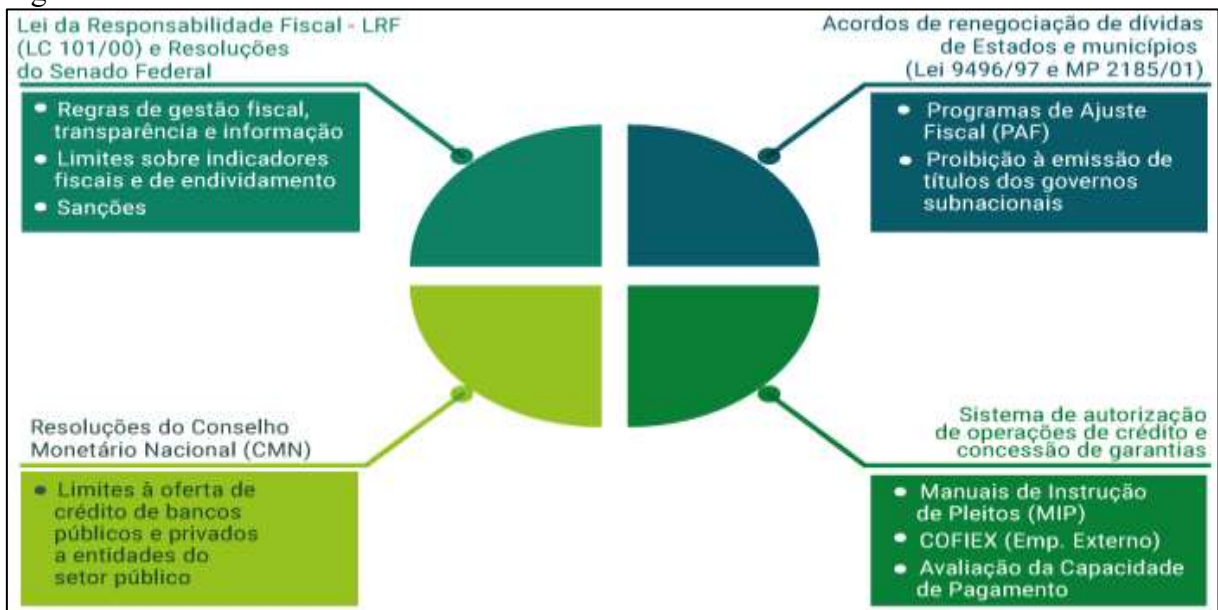 Lei da Responsabilidade Fiscal - LRF
(LC 101/00) e Resoluções
do Senado Federal
• Regras de gestão fiscal,
transparência e informação
• Limites sobre indicadores
fiscais e de endividamento
• Sanções
Acordos de renegociação de dívidas
de Estados e municípios
(Lei 9496/97 e MP 2185/01)
• Programas de Ajuste
Fiscal (PAF)
• Proibição à emissão de
títulos dos governos
subnacionais
Resoluções do Conselho
Monetário Nacional (CMN)
• Limites à oferta de
crédito de bancos
públicos e privados
a entidades do
setor público
Sistema de autorização
de operações de crédito e
concessão de garantias
• Manuais de Instrução
de Pleitos (MIP)
• COFIEX (Emp. Externo)
• Avaliação da Capacidade
de Pagamento